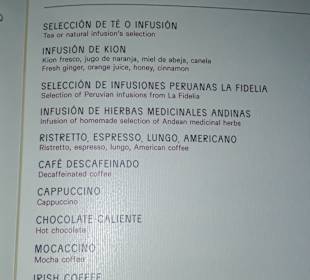 SELECCIÓN DE TÉ O INFUSIÓN
Tea or natural infusion's selection
INFUSIÓN DE KION
Kion fresco, jugo de naranja, miel de abeja, canela
Fresh ginger, orange juice, honey, cinnamon
SELECCIÓN DE INFUSIONES PERUANAS LA FIDELIA
Selection of Peruvian infusions from La Fidelia
INFUSIÓN DE HIERBAS MEDICINALES ANDINAS
Infusion of homemade selection of Andean medicinal herbs
RISTRETTO, ESPRESSO, LUNGO, AMERICANO
Ristretto, espresso, lungo, American coffee
CAFÉ DESCAFEINADO
Decaffeinated coffee
CAPPUCCINO
Cappuccino
CHOCOLATE CALIENTE
Hot chocolate
MOCACCINO
Mocha coffee
IRISH COFFEE